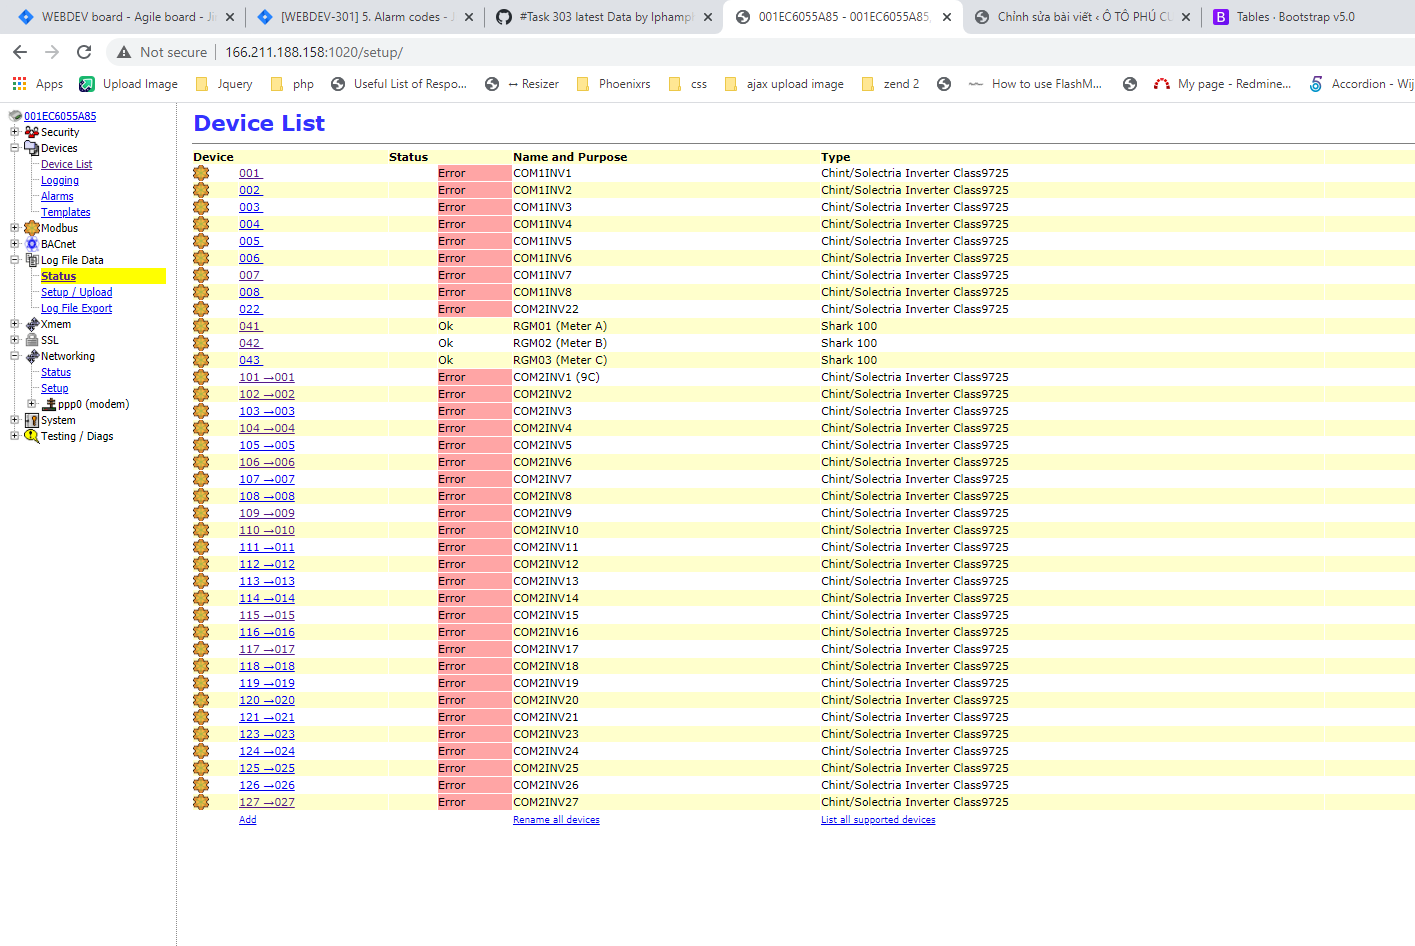 WEBDEV board - Agile board - Ji
[WEBDEV-301] 5. Alarm codes - J
#Task 303 latest Data by lphamph
001EC6055A85 - 001EC6055A85,
Chỉnh sửa bài viết ‹ Ô TÔ PHÚ CƯ
Tables · Bootstrap v5.0
Not secure | 166.211.188.158:1020/setup/
Apps Upload Image Jquery php Useful List of Respo... ↔ Resizer Phoenixrs css ajax upload image zend 2 How to use FlashM... My page - Redmine... Accordion - Wij
001EC6055A85
Security
Devices
Device List
Logging
Alarms
Templates
Modbus
BACnet
Log File Data
Status
Setup / Upload
Log File Export
Xmem
SSL
Networking
Status
Setup
ppp0 (modem)
System
Testing / Diags
Device List
Device Status Name and Purpose Type
001 Error COM1INV1 Chint/Solectria Inverter Class9725
002 Error COM1INV2 Chint/Solectria Inverter Class9725
003 Error COM1INV3 Chint/Solectria Inverter Class9725
004 Error COM1INV4 Chint/Solectria Inverter Class9725
005 Error COM1INV5 Chint/Solectria Inverter Class9725
006 Error COM1INV6 Chint/Solectria Inverter Class9725
007 Error COM1INV7 Chint/Solectria Inverter Class9725
008 Error COM1INV8 Chint/Solectria Inverter Class9725
022 Error COM2INV22 Chint/Solectria Inverter Class9725
041 Ok RGM01 (Meter A) Shark 100
042 Ok RGM02 (Meter B) Shark 100
043 Ok RGM03 (Meter C) Shark 100
101 →001 Error COM2INV1 (9C) Chint/Solectria Inverter Class9725
102 →002 Error COM2INV2 Chint/Solectria Inverter Class9725
103 →003 Error COM2INV3 Chint/Solectria Inverter Class9725
104 →004 Error COM2INV4 Chint/Solectria Inverter Class9725
105 →005 Error COM2INV5 Chint/Solectria Inverter Class9725
106 →006 Error COM2INV6 Chint/Solectria Inverter Class9725
107 →007 Error COM2INV7 Chint/Solectria Inverter Class9725
108 →008 Error COM2INV8 Chint/Solectria Inverter Class9725
109 →009 Error COM2INV9 Chint/Solectria Inverter Class9725
110 →010 Error COM2INV10 Chint/Solectria Inverter Class9725
111 →011 Error COM2INV11 Chint/Solectria Inverter Class9725
112 →012 Error COM2INV12 Chint/Solectria Inverter Class9725
113 →013 Error COM2INV13 Chint/Solectria Inverter Class9725
114 →014 Error COM2INV14 Chint/Solectria Inverter Class9725
115 →015 Error COM2INV15 Chint/Solectria Inverter Class9725
116 →016 Error COM2INV16 Chint/Solectria Inverter Class9725
117 →017 Error COM2INV17 Chint/Solectria Inverter Class9725
118 →018 Error COM2INV18 Chint/Solectria Inverter Class9725
119 →019 Error COM2INV19 Chint/Solectria Inverter Class9725
120 →020 Error COM2INV20 Chint/Solectria Inverter Class9725
121 →021 Error COM2INV21 Chint/Solectria Inverter Class9725
123 →023 Error COM2INV23 Chint/Solectria Inverter Class9725
124 →024 Error COM2INV24 Chint/Solectria Inverter Class9725
125 →025 Error COM2INV25 Chint/Solectria Inverter Class9725
126 →026 Error COM2INV26 Chint/Solectria Inverter Class9725
127 →027 Error COM2INV27 Chint/Solectria Inverter Class9725
Add Rename all devices List all supported devices